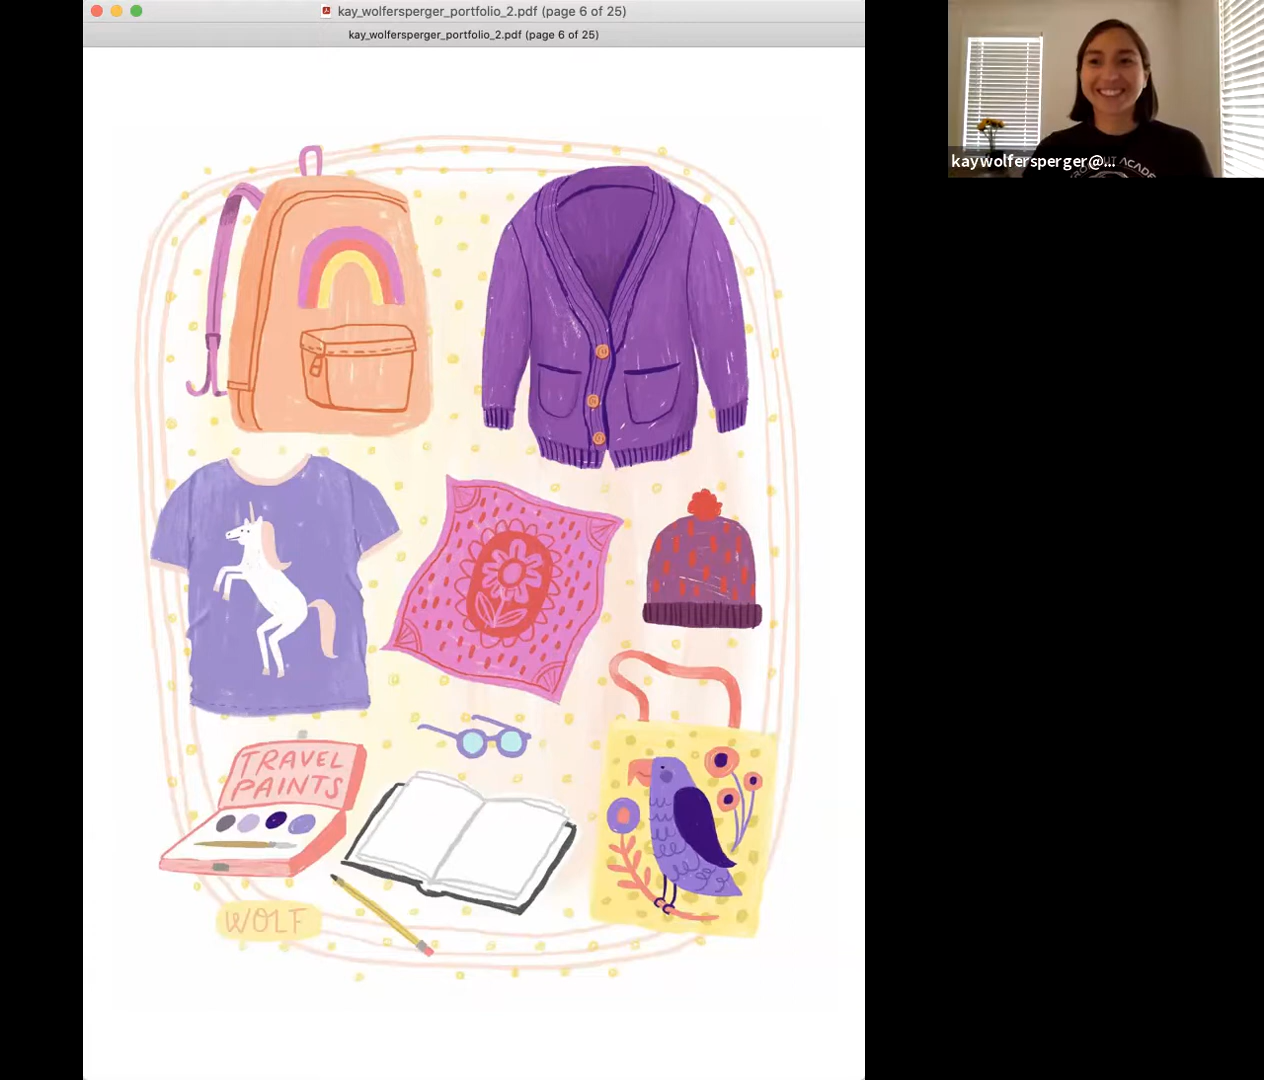 kay_wolfersperger_portfolio_2.pdf (page 6 of 25)
kay_wolfersperger_portfolio_2.pdf (page 6 of 25)
kaywolfersperger@...
TRAVEL
PAINTS
WOLF